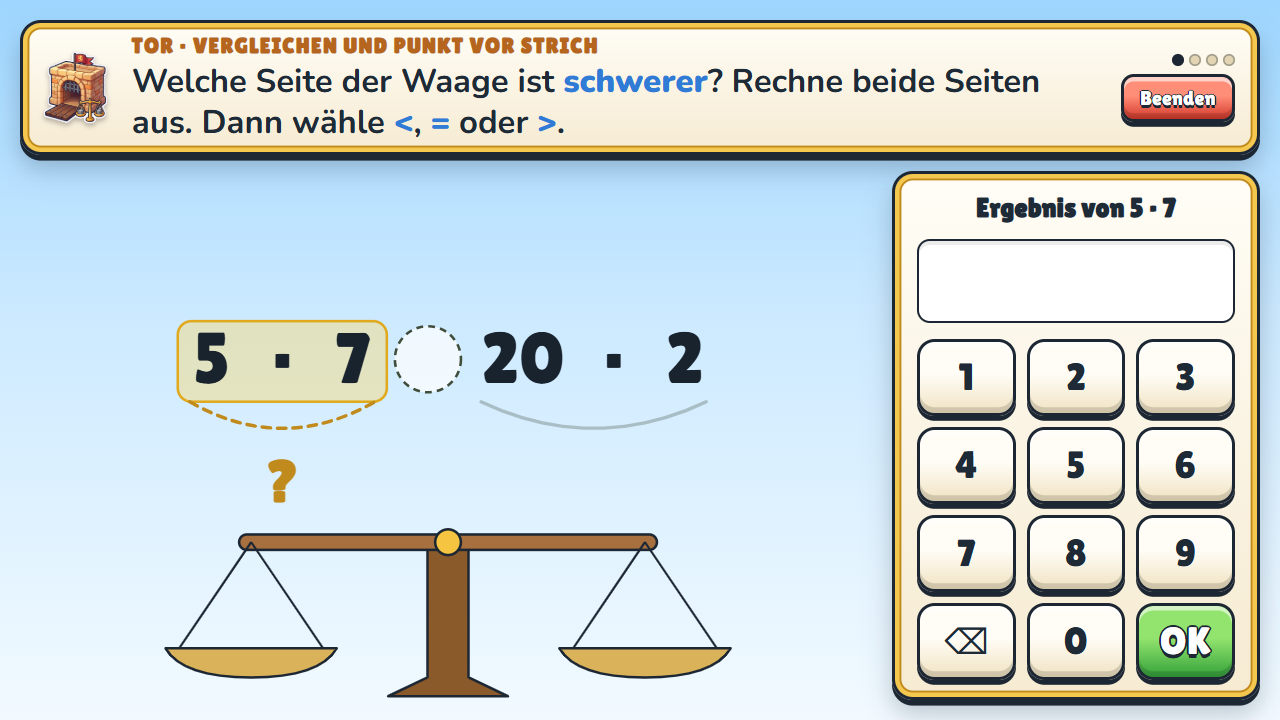 TOR · VERGLEICHEN UND PUNKT VOR STRICH
Welche Seite der Waage ist schwerer? Rechne beide Seiten
aus. Dann wähle <, = oder >.
Beenden
Ergebnis von 5 · 7
5 · 7 20 · 2
?
1 2 3
4 5 6
7 8 9
⌫ 0 OK